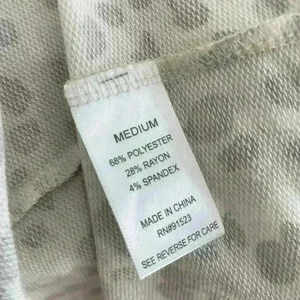 MEDIUM
68% POLYESTER
28% RAYON
4% SPANDEX
MADE IN CHINA
RN#91523
SEE REVERSE FOR CARE